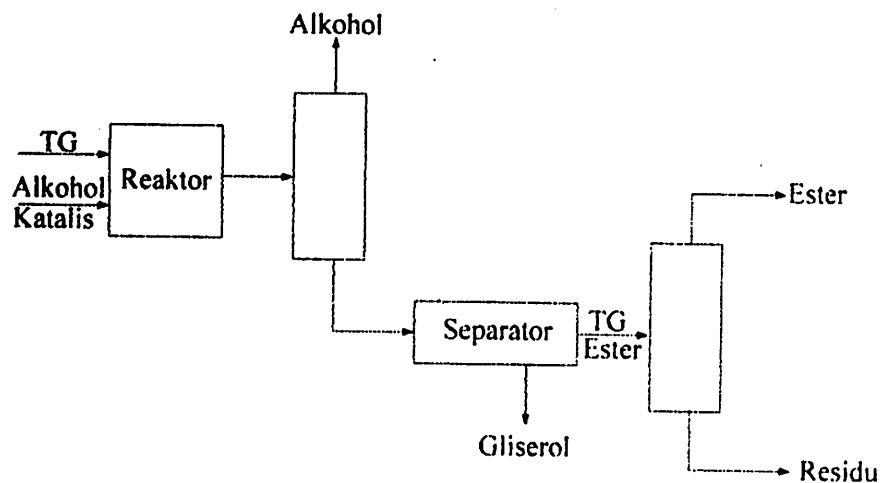 Alkohol
TG
Alkohol
Katalis
Reaktor
Ester
Separator
TG
Ester
Gliserol
Residu